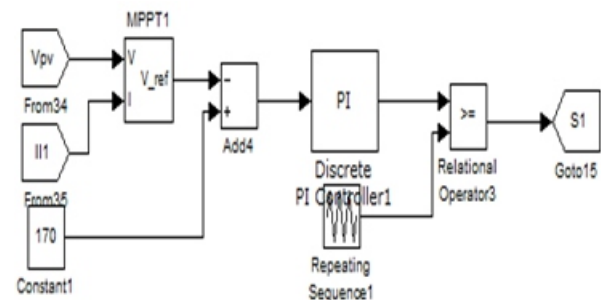 MPPT1
Vpv
From34
V
I
V_ref
Il1
From35
170
Constant1
−
+
Add4
PI
Discrete
PI Controller1
Repeating
Sequence1
>=
Relational
Operator3
S1
Goto15